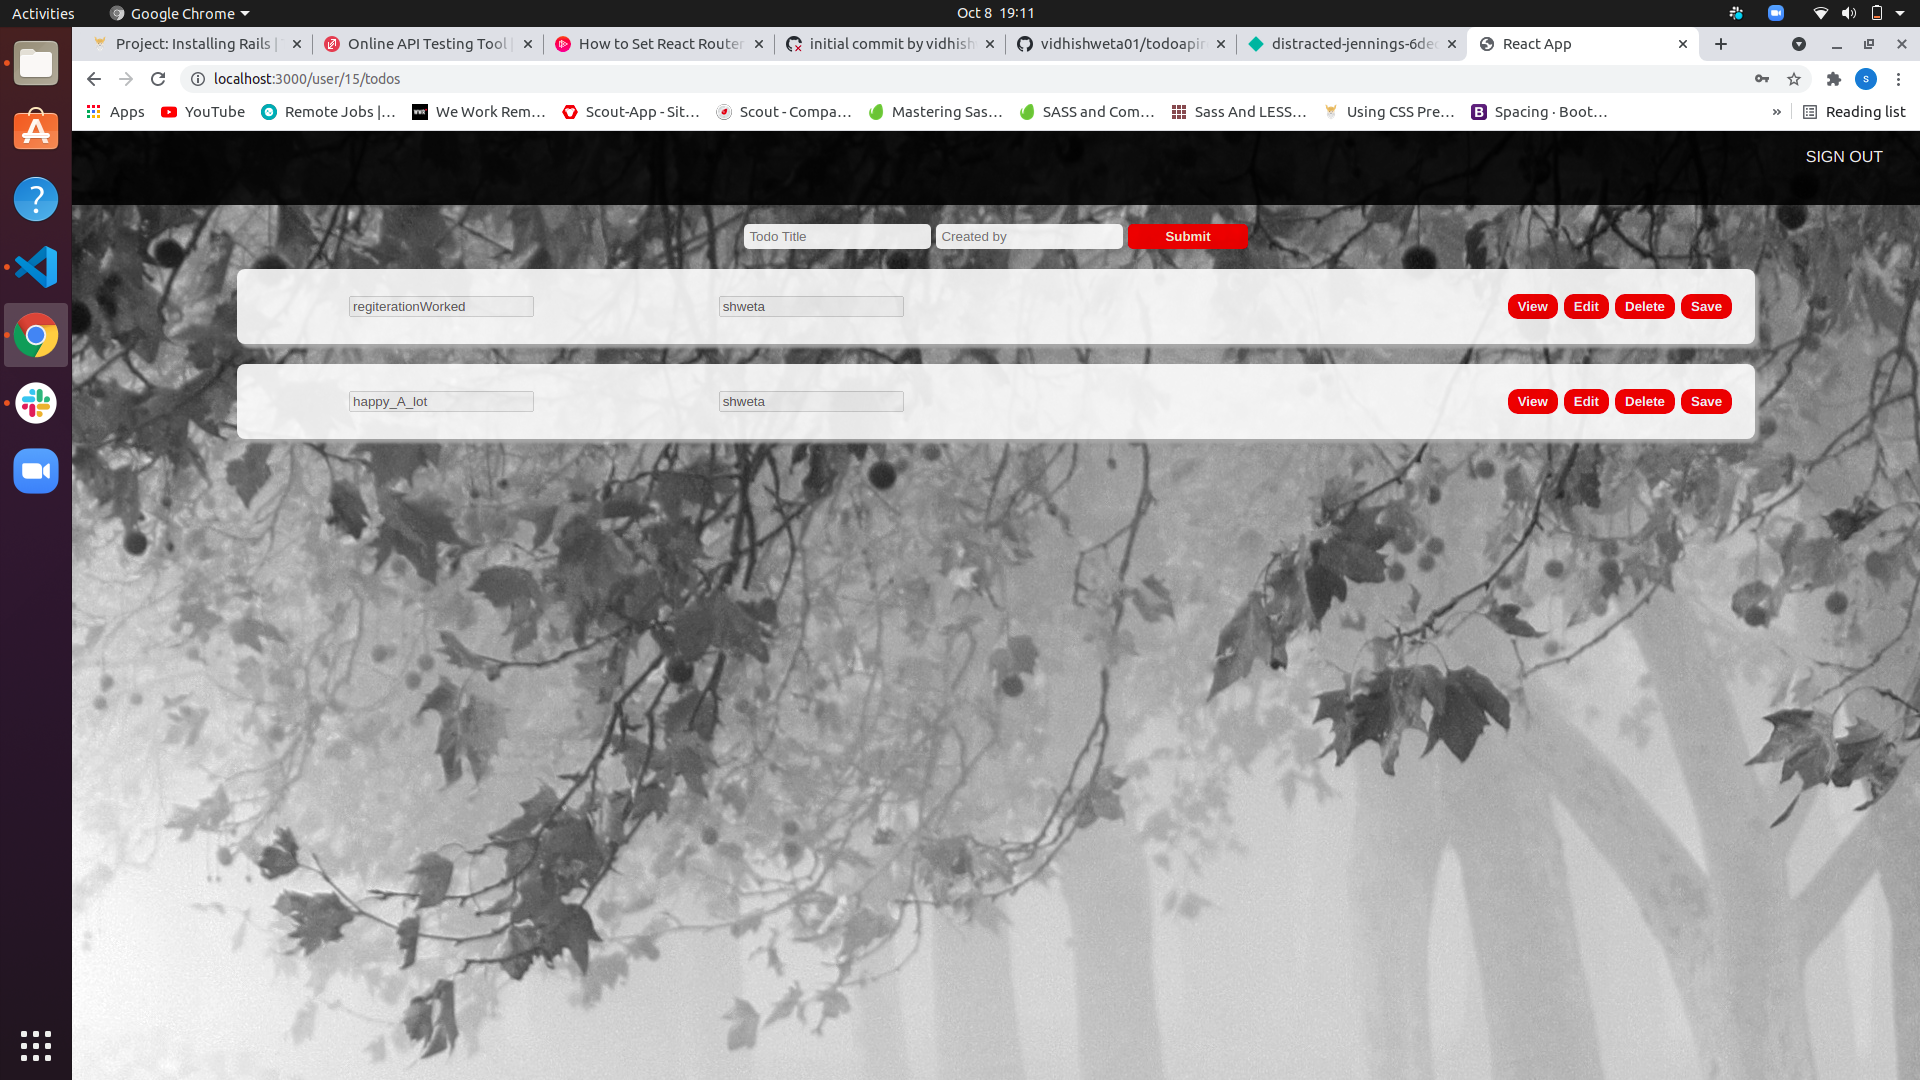 Activities
Google Chrome
Oct 8 19:11
Project: Installing Rails |
Online API Testing Tool |
How to Set React Router
initial commit by vidhish
vidhishweta01/todoapi
distracted-jennings-6dec
React App
localhost:3000/user/15/todos
S
Apps
YouTube
Remote Jobs |…
We Work Rem…
Scout-App - Sit…
Scout - Compa…
Mastering Sas…
SASS and Com…
Sass And LESS…
Using CSS Pre…
Spacing · Boot…
»
Reading list
SIGN OUT
Todo Title
Created by
Submit
regiterationWorked
shweta
View Edit Delete Save
happy_A_lot
shweta
View Edit Delete Save